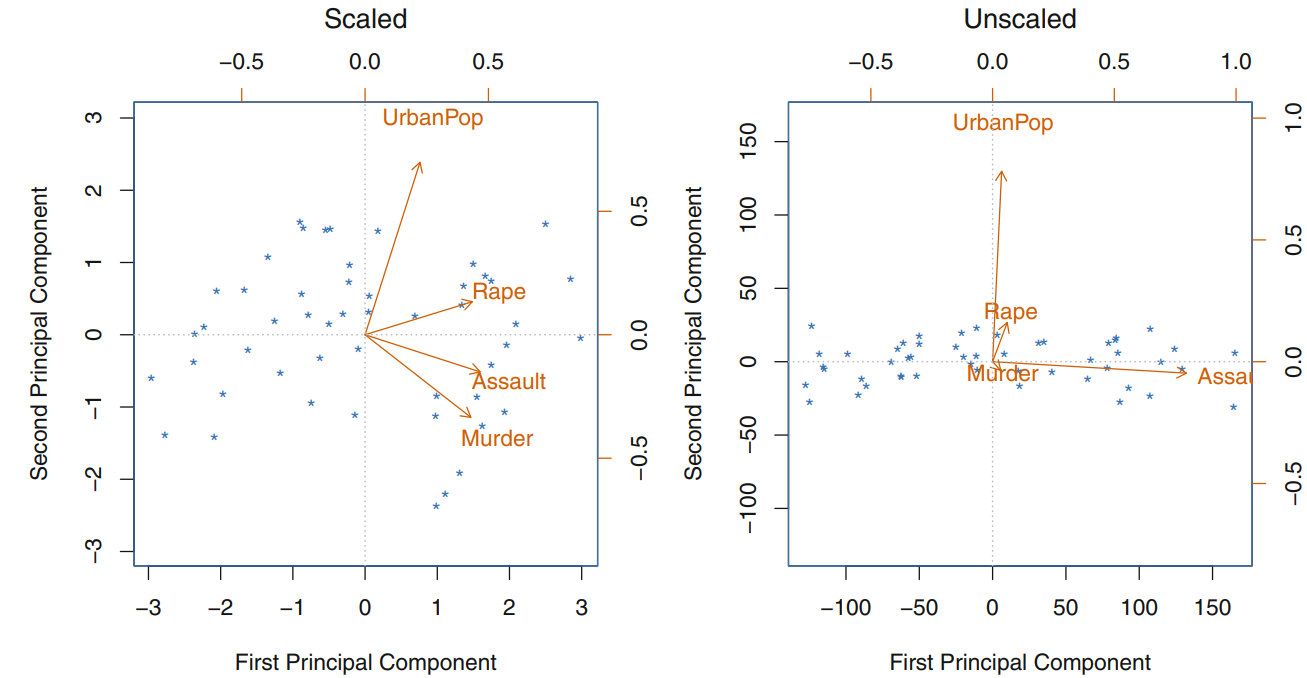 Scaled
−0.5 0.0 0.5
UrbanPop
Rape
Assault
Murder
3
2
1
0
−1
−2
−3
Second Principal Component
0.5
0.0
−0.5
−3 −2 −1 0 1 2 3
First Principal Component
Unscaled
−0.5 0.0 0.5 1.0
UrbanPop
Rape
Murder
Assau
150
100
50
0
−50
−100
Second Principal Component
1.0
0.5
0.0
−0.5
−100 −50 0 50 100 150
First Principal Component